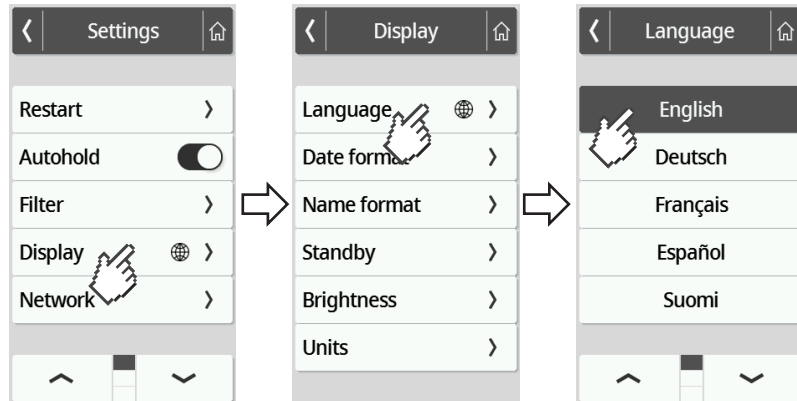 Settings
Restart
Autohold
Filter
Display
Network
Display
Language
Date format
Name format
Standby
Brightness
Units
Language
English
Deutsch
Français
Español
Suomi